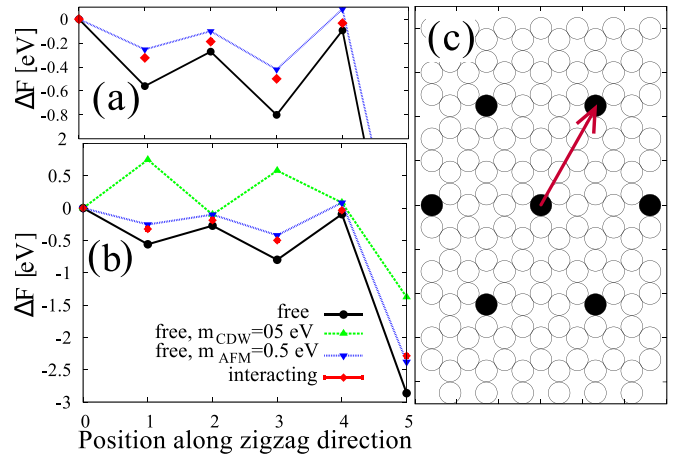 0
-0.2
-0.4
-0.6
-0.8
2
ΔF [eV]
(a)
0.5
0
-0.5
-1
-1.5
-2
-2.5
-3
ΔF [eV]
(b)
free
free, mCDW=05 eV
free, mAFM=0.5 eV
interacting
0 1 2 3 4 5
Position along zigzag direction
(c)